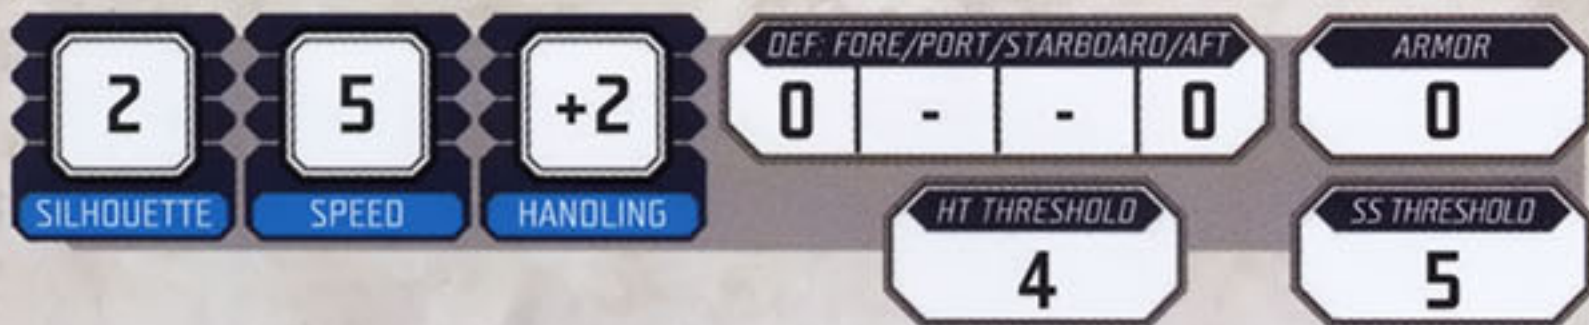 2 5 +2
SILHOUETTE SPEED HANDLING
DEF: FORE/PORT/STARBOARD/AFT
0 - - 0
ARMOR
0
HT THRESHOLD
4
SS THRESHOLD
5